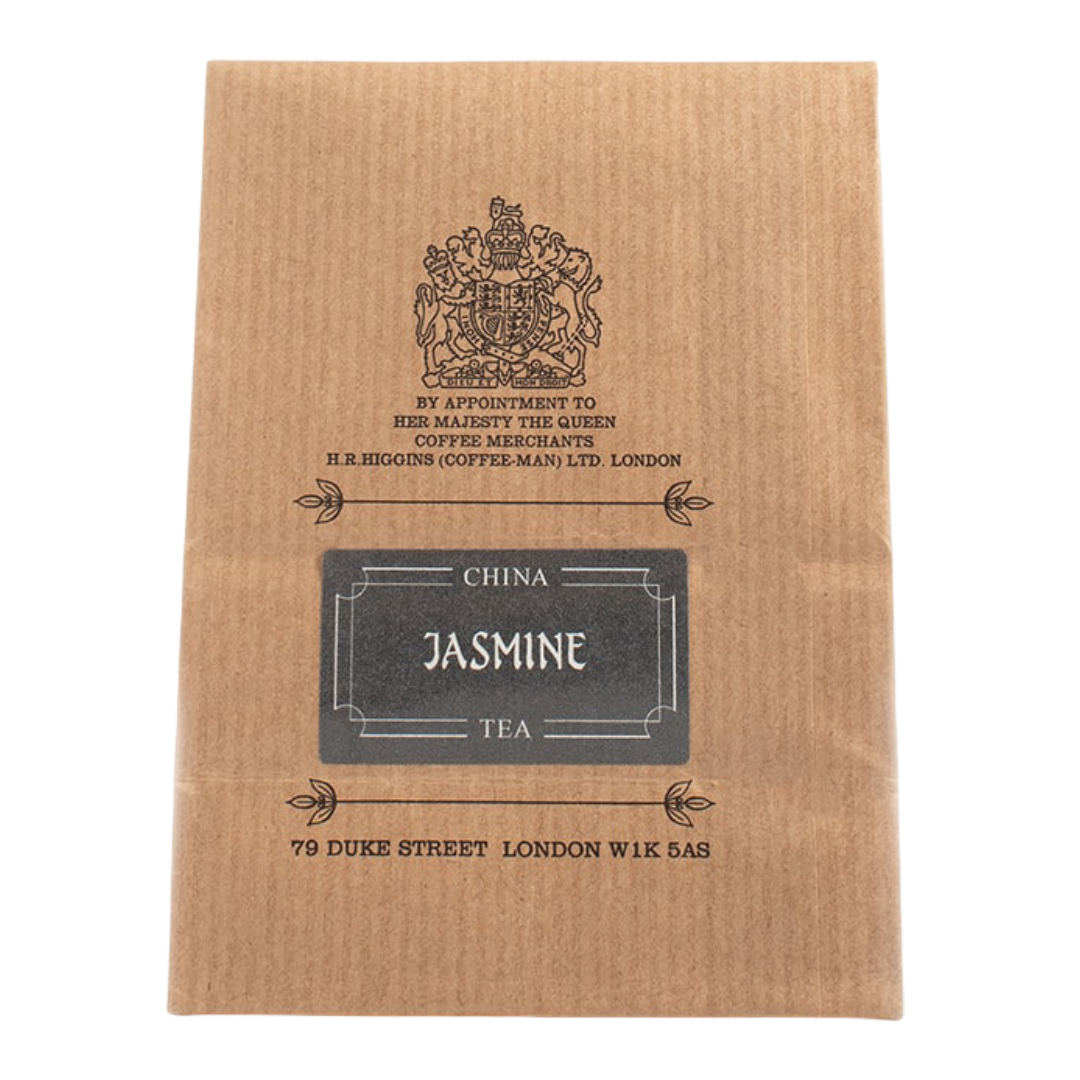 DIEU ET MON DROIT
BY APPOINTMENT TO
HER MAJESTY THE QUEEN
COFFEE MERCHANTS
H.R.HIGGINS (COFFEE-MAN) LTD. LONDON
CHINA
JASMINE
TEA
79 DUKE STREET LONDON W1K 5AS